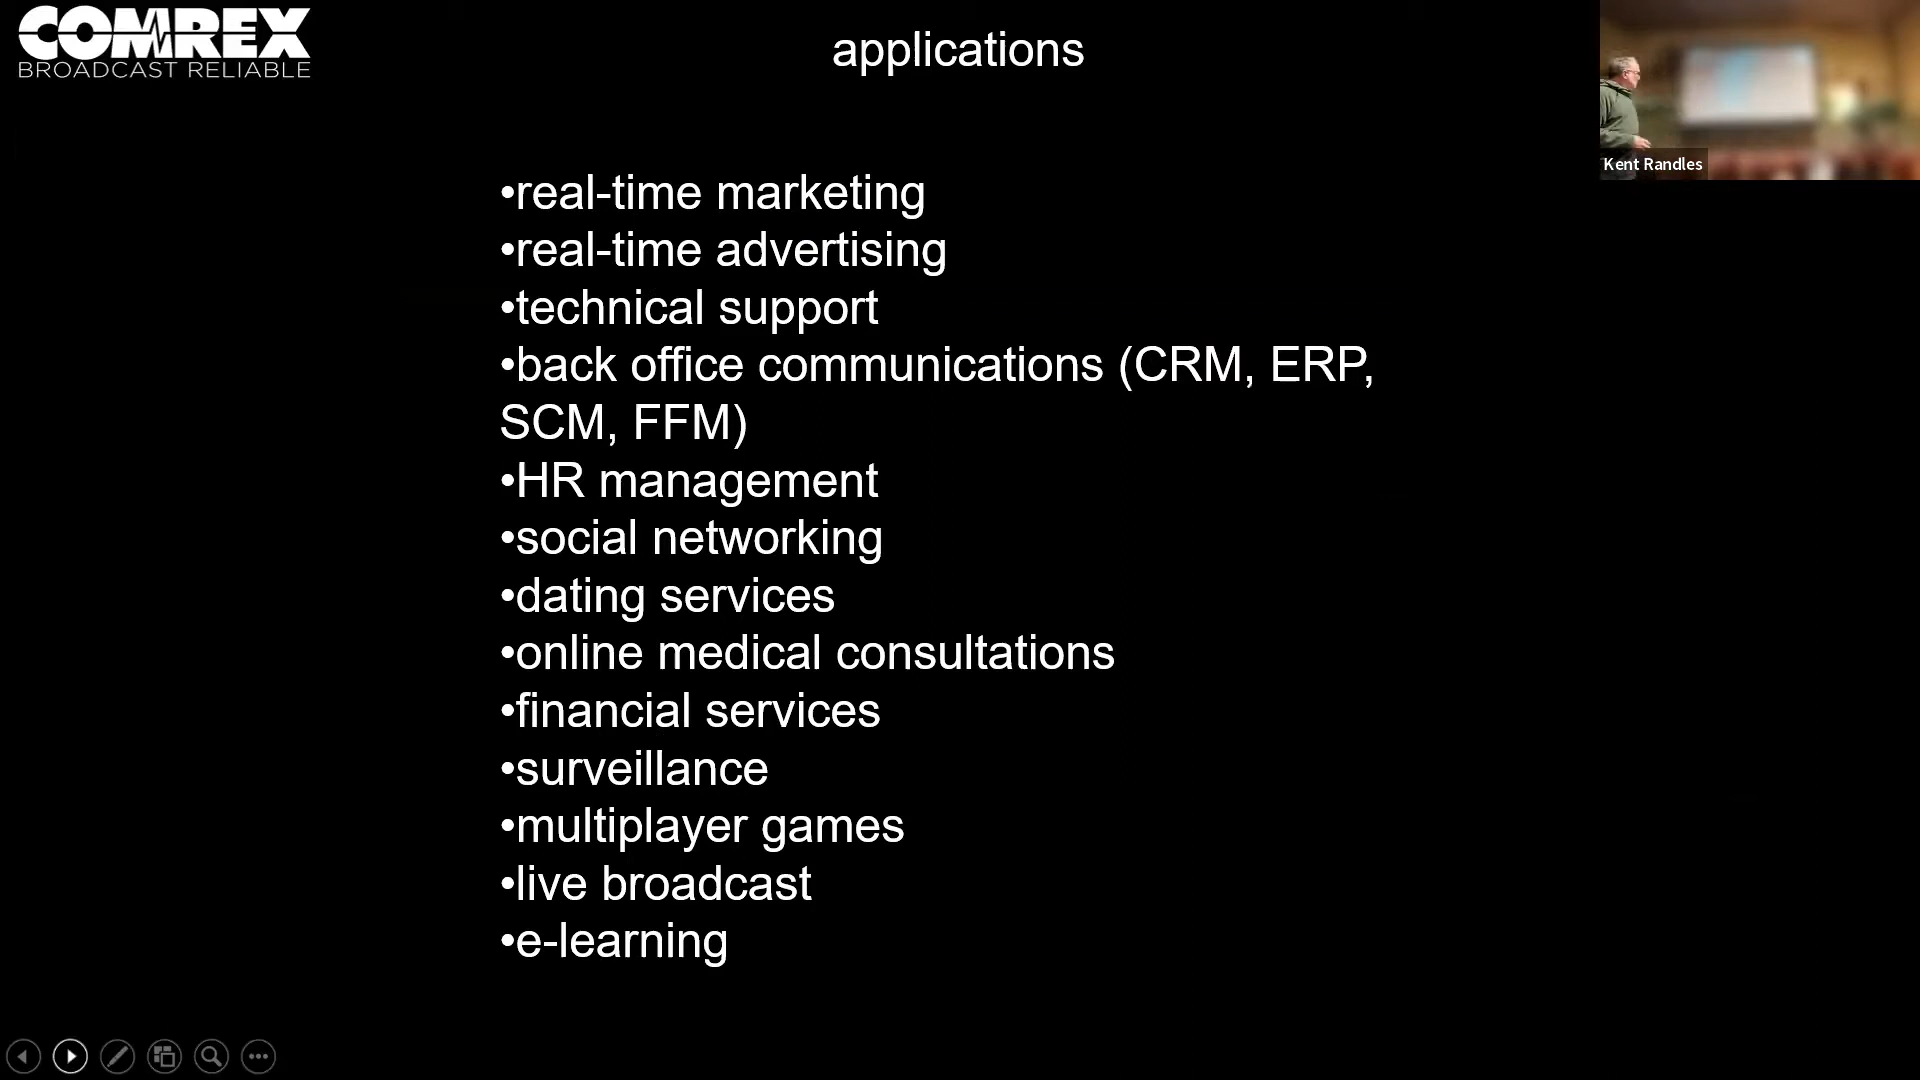 COMREX
BROADCAST RELIABLE
applications
Kent Randles
•real-time marketing
•real-time advertising
•technical support
•back office communications (CRM, ERP,
SCM, FFM)
•HR management
•social networking
•dating services
•online medical consultations
•financial services
•surveillance
•multiplayer games
•live broadcast
•e-learning